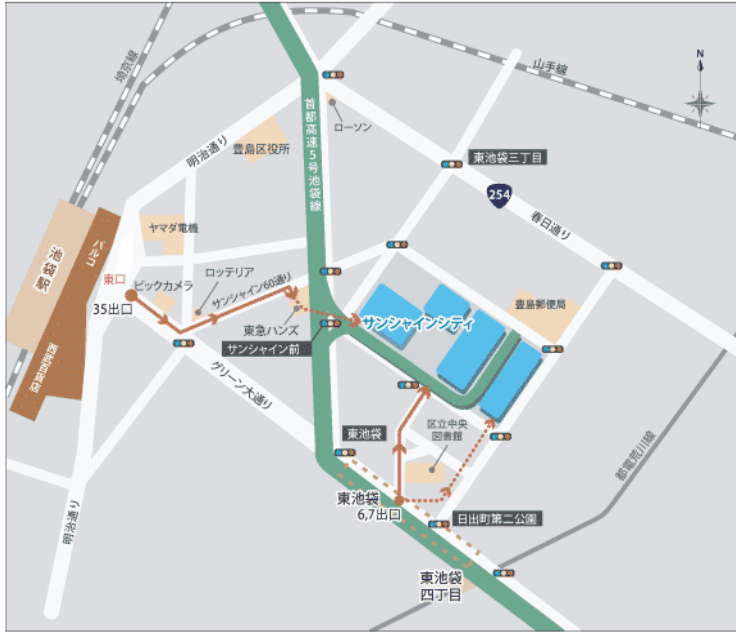 埼京線
N
山手線
首都高速5号池袋線
ローソン
明治通り
豊島区役所
東池袋三丁目
254
春日通り
ヤマダ電機
パルコ
池袋駅
東口
ビックカメラ
ロッテリア
サンシャイン60通り
35出口
東急ハンズ
サンシャインシティ
豊島郵便局
サンシャイン前
西武百貨店
グリーン大通り
東池袋
区立中央
図書館
都電荒川線
東池袋
6,7出口
日出町第二公園
明治通り
東池袋
四丁目